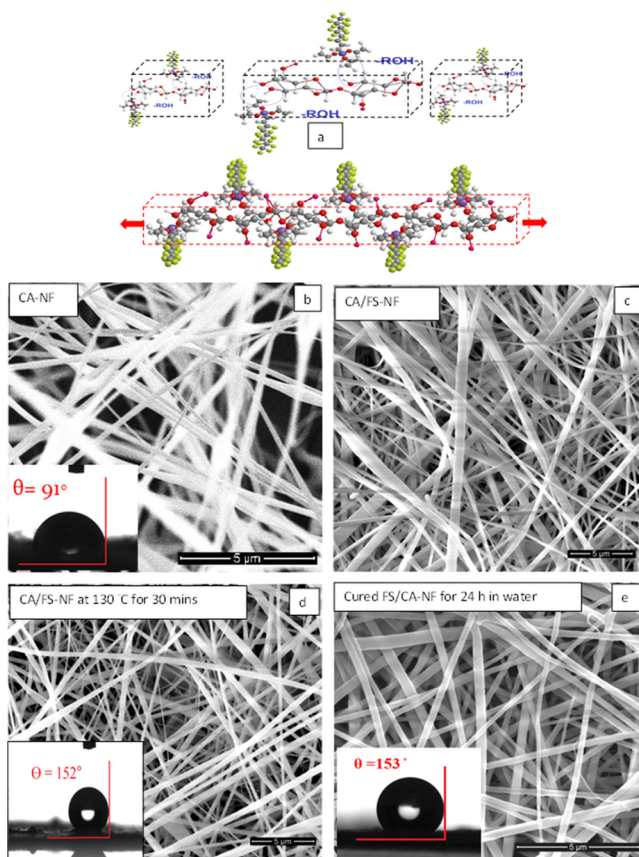 -ROH
-ROH
-ROH
-ROH
-ROH
-ROH
a
CA-NF
b
θ= 91°
5 µm
CA/FS-NF
c
5 µm
CA/FS-NF at 130 °C for 30 mins
d
Θ = 152°
5 µm
Cured FS/CA-NF for 24 h in water
e
θ =153°
5 µm